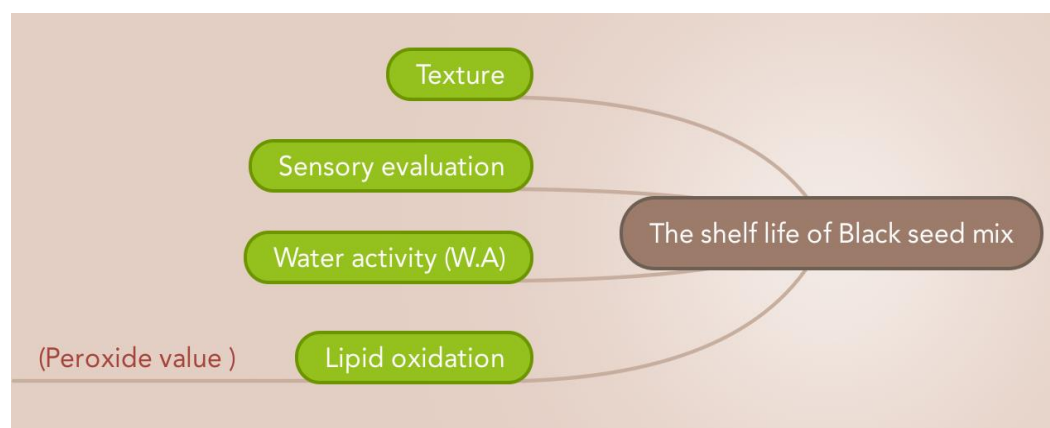 Texture
Sensory evaluation
The shelf life of Black seed mix
Water activity (W.A)
(Peroxide value )
Lipid oxidation